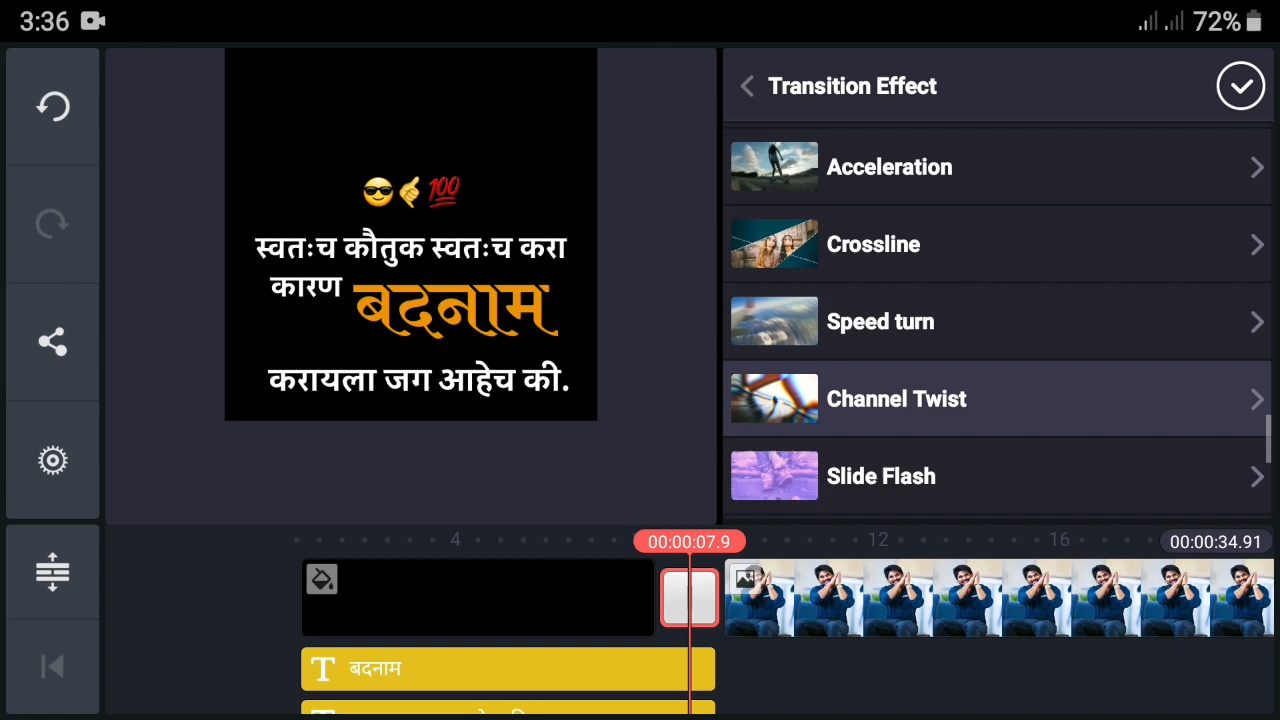 3:36
72%
Transition Effect
Acceleration
Crossline
Speed turn
Channel Twist
Slide Flash
😎🤙💯
स्वतःच कौतुक स्वतःच करा
कारण बदनाम
करायला जग आहेच की.
4
00:00:07.9
12
16
00:00:34.91
T बदनाम